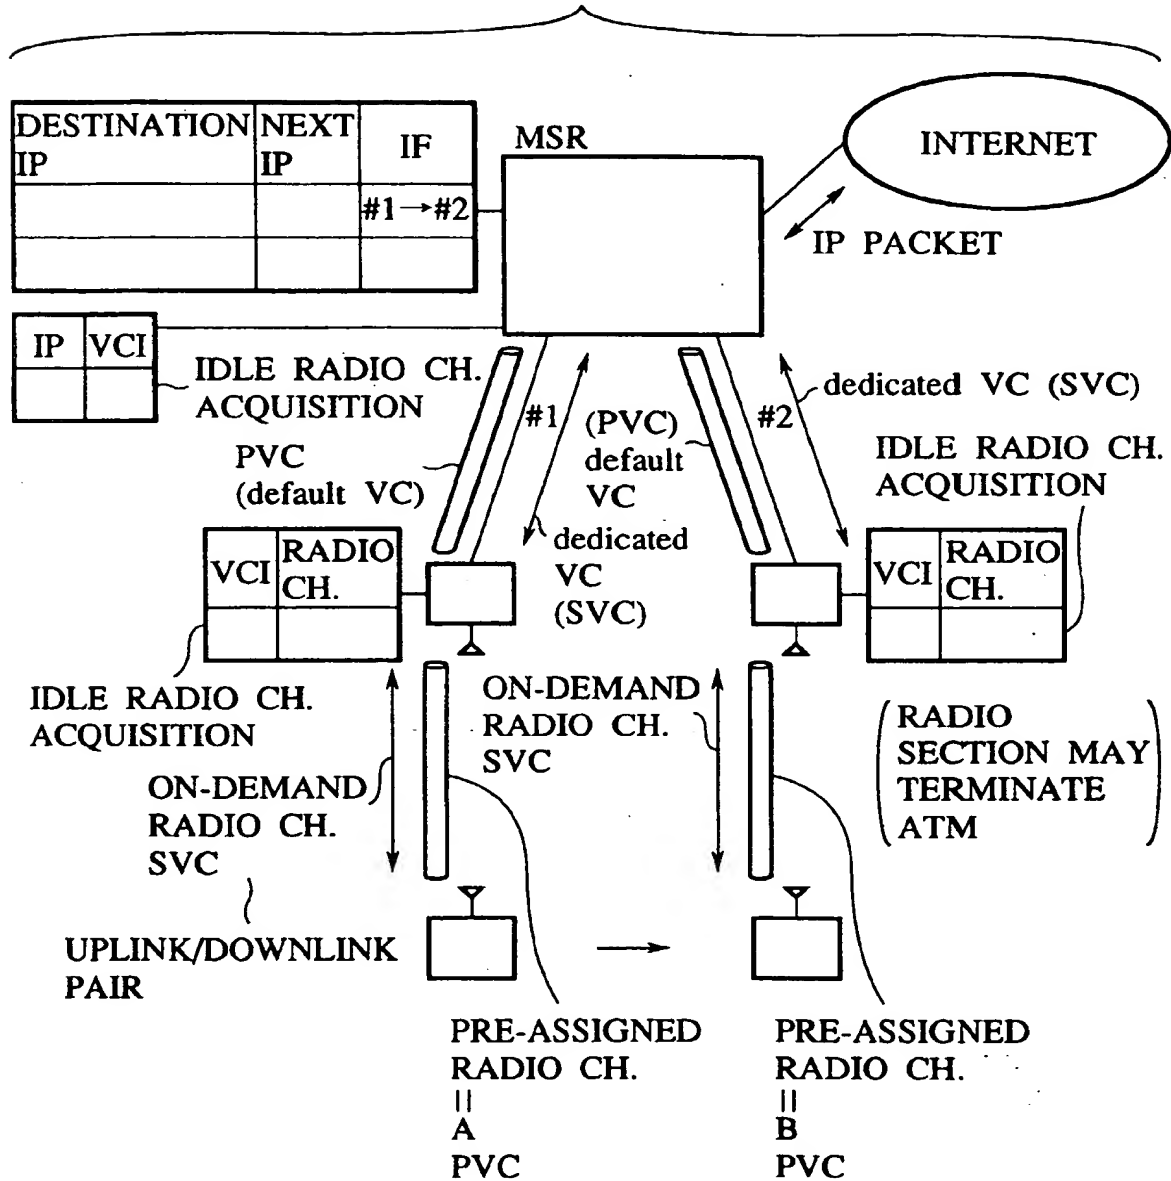 DESTINATION IP
NEXT IP
IF
#1→#2
MSR
INTERNET
IP PACKET
IP
VCI
IDLE RADIO CH.
ACQUISITION
PVC
(default VC)
#1
dedicated
VC
(SVC)
(PVC)
default
VC
#2
dedicated VC (SVC)
IDLE RADIO CH.
ACQUISITION
VCI
RADIO
CH.
VCI
RADIO
CH.
IDLE RADIO CH.
ACQUISITION
ON-DEMAND
RADIO CH.
SVC
ON-DEMAND
RADIO CH.
SVC
RADIO
SECTION MAY
TERMINATE
ATM
UPLINK/DOWNLINK
PAIR
PRE-ASSIGNED
RADIO CH.
=
A
PVC
PRE-ASSIGNED
RADIO CH.
=
B
PVC